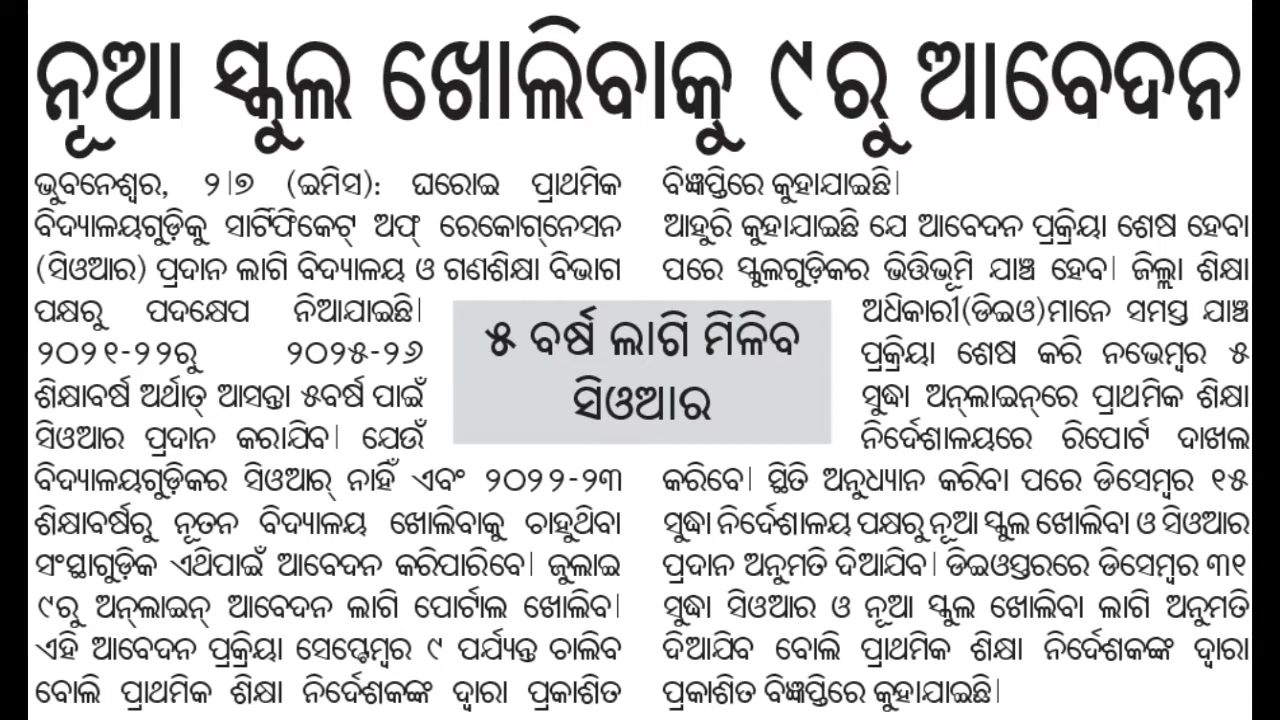 ନୂଆ ସ୍କୁଲ ଖୋଲିବାକୁ ୯ରୁ ଆବେଦନ
ଭୁବନେଶ୍ୱର, ୨।୭ (ଇମିସ): ଘରୋଇ ପ୍ରାଥମିକ
ବିଦ୍ୟାଳୟଗୁଡ଼ିକୁ ସାର୍ଟିଫିକେଟ୍ ଅଫ୍ ରେକୋଗ୍‌ନେସନ
(ସିଓଆର) ପ୍ରଦାନ ଲାଗି ବିଦ୍ୟାଳୟ ଓ ଗଣଶିକ୍ଷା ବିଭାଗ
ପକ୍ଷରୁ ପଦକ୍ଷେପ ନିଆଯାଇଛି।
୨୦୨୧-୨୨ରୁ ୨୦୨୫-୨୬
ଶିକ୍ଷାବର୍ଷ ଅର୍ଥାତ୍ ଆସନ୍ତା ୫ବର୍ଷ ପାଇଁ
ସିଓଆର ପ୍ରଦାନ କରାଯିବ। ଯେଉଁ
ବିଦ୍ୟାଳୟଗୁଡ଼ିକର ସିଓଆର୍ ନାହିଁ ଏବଂ ୨୦୨୨-୨୩
ଶିକ୍ଷାବର୍ଷରୁ ନୂତନ ବିଦ୍ୟାଳୟ ଖୋଲିବାକୁ ଚାହୁଥିବା
ସଂସ୍ଥାଗୁଡ଼ିକ ଏଥିପାଇଁ ଆବେଦନ କରିପାରିବେ। ଜୁଲାଇ
୯ରୁ ଅନ୍‌ଲାଇନ୍ ଆବେଦନ ଲାଗି ପୋର୍ଟାଲ ଖୋଲିବ।
ଏହି ଆବେଦନ ପ୍ରକ୍ରିୟା ସେପ୍ଟେମ୍ବର ୯ ପର୍ଯ୍ୟନ୍ତ ଚାଲିବ
ବୋଲି ପ୍ରାଥମିକ ଶିକ୍ଷା ନିର୍ଦେଶକଙ୍କ ଦ୍ୱାରା ପ୍ରକାଶିତ
୫ ବର୍ଷ ଲାଗି ମିଳିବ
ସିଓଆର
ବିଜ୍ଞପ୍ତିରେ କୁହାଯାଇଛି।
ଆହୁରି କୁହାଯାଇଛି ଯେ ଆବେଦନ ପ୍ରକ୍ରିୟା ଶେଷ ହେବା
ପରେ ସ୍କୁଲଗୁଡ଼ିକର ଭିତ୍ତିଭୂମି ଯାଞ୍ଚ ହେବ। ଜିଲ୍ଲା ଶିକ୍ଷା
ଅଧିକାରୀ(ଡିଇଓ)ମାନେ ସମସ୍ତ ଯାଞ୍ଚ
ପ୍ରକ୍ରିୟା ଶେଷ କରି ନଭେମ୍ବର ୫
ସୁଦ୍ଧା ଅନ୍‌ଲାଇନ୍‌ରେ ପ୍ରାଥମିକ ଶିକ୍ଷା
ନିର୍ଦେଶାଳୟରେ ରିପୋର୍ଟ ଦାଖଲ
କରିବେ। ସ୍ଥିତି ଅନୁଧ୍ୟାନ କରିବା ପରେ ଡିସେମ୍ବର ୧୫
ସୁଦ୍ଧା ନିର୍ଦେଶାଳୟ ପକ୍ଷରୁ ନୂଆ ସ୍କୁଲ ଖୋଲିବା ଓ ସିଓଆର
ପ୍ରଦାନ ଅନୁମତି ଦିଆଯିବ। ଡିଇଓସ୍ତରରେ ଡିସେମ୍ବର ୩୧
ସୁଦ୍ଧା ସିଓଆର ଓ ନୂଆ ସ୍କୁଲ ଖୋଲିବା ଲାଗି ଅନୁମତି
ଦିଆଯିବ ବୋଲି ପ୍ରାଥମିକ ଶିକ୍ଷା ନିର୍ଦେଶକଙ୍କ ଦ୍ୱାରା
ପ୍ରକାଶିତ ବିଜ୍ଞପ୍ତିରେ କୁହାଯାଇଛି।